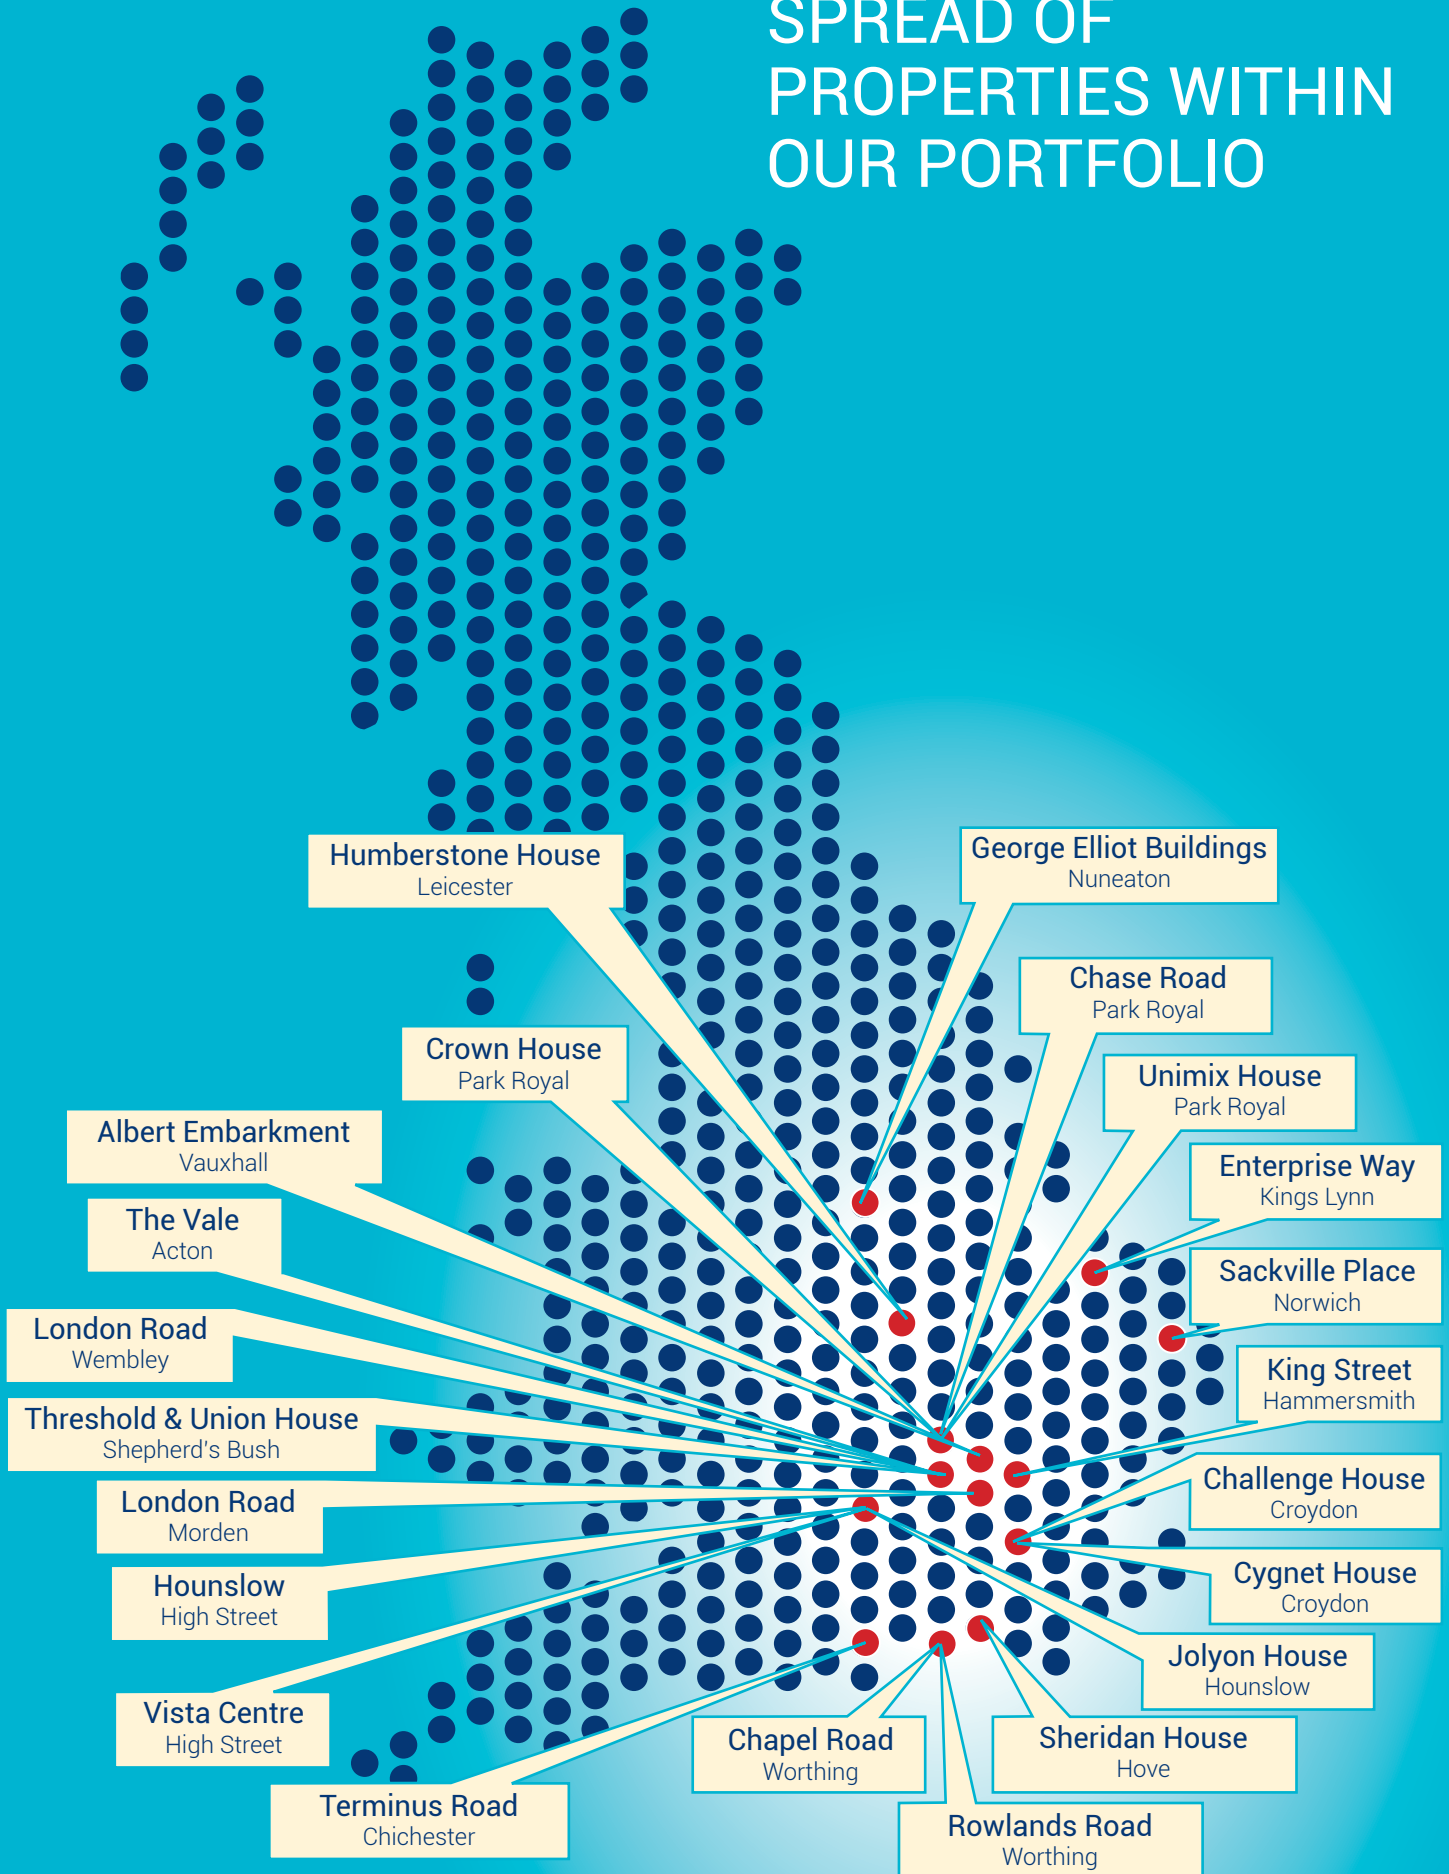 SPREAD OF
PROPERTIES WITHIN
OUR PORTFOLIO
Humberstone House
Leicester
George Elliot Buildings
Nuneaton
Chase Road
Park Royal
Crown House
Park Royal
Unimix House
Park Royal
Albert Embarkment
Vauxhall
Enterprise Way
Kings Lynn
The Vale
Acton
Sackville Place
Norwich
London Road
Wembley
King Street
Hammersmith
Threshold & Union House
Shepherd's Bush
Challenge House
Croydon
London Road
Morden
Cygnet House
Croydon
Hounslow
High Street
Jolyon House
Hounslow
Vista Centre
High Street
Chapel Road
Worthing
Sheridan House
Hove
Terminus Road
Chichester
Rowlands Road
Worthing